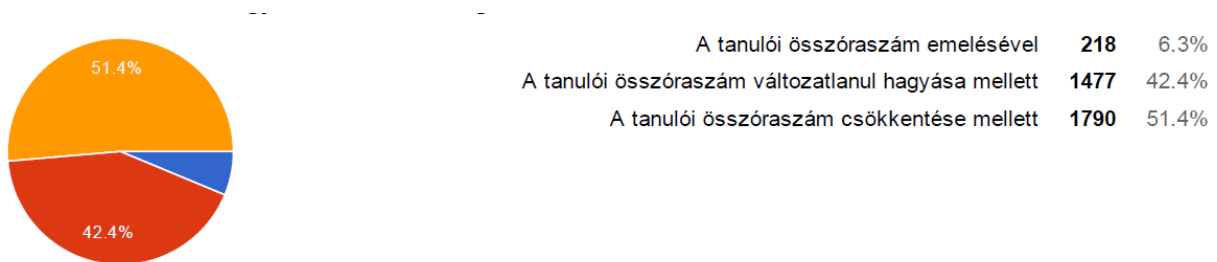 51.4%
42.4%
A tanulói összóraszám emelésével 218 6.3%
A tanulói összóraszám változatlanul hagyása mellett 1477 42.4%
A tanulói összóraszám csökkentése mellett 1790 51.4%